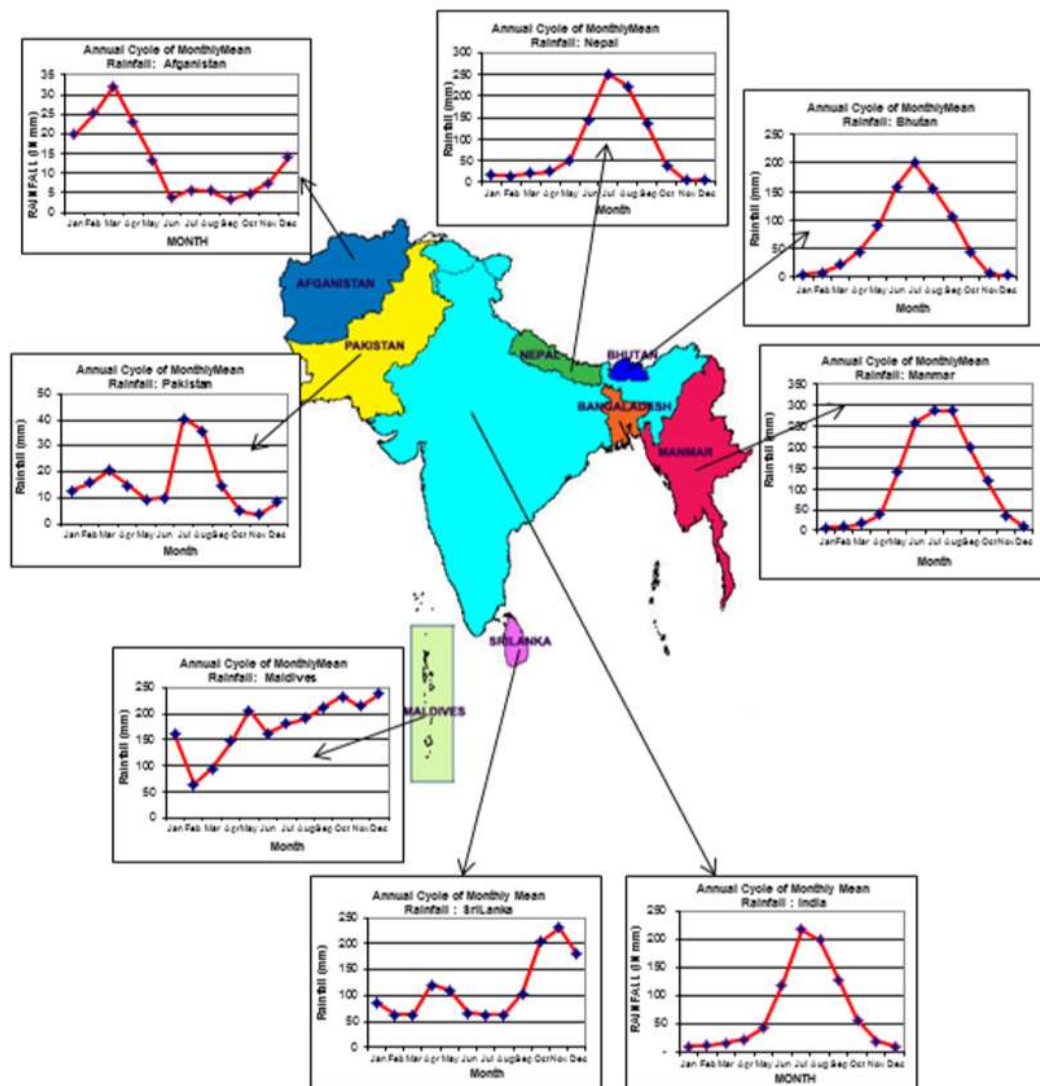 Annual Cycle of MonthlyMean
Rainfall: Afganistan
RAINFALL (IN mm)
35
30
25
20
15
10
5
0
Jan Feb Mar Apr May Jun Jul Aug Sep Oct Nov Dec
MONTH
Annual Cycle of MonthlyMean
Rainfall: Nepal
Rainfall (mm)
300
250
200
150
100
50
0
Jan Feb Mar Apr May Jun Jul Aug Sep Oct Nov Dec
Month
Annual Cycle of MonthlyMean
Rainfall: Bhutan
Rainfall (mm)
250
200
150
100
50
0
Jan Feb Mar Apr May Jun Jul Aug Sep Oct Nov Dec
Month
AFGANISTAN
PAKISTAN
NEPAL
BHUTAN
BANGALADESH
MANMAR
SRILANKA
MALDIVES
Annual Cycle of MonthlyMean
Rainfall: Pakistan
Rainfall (mm)
50
40
30
20
10
0
Jan Feb Mar Apr May Jun Jul Aug Sep Oct Nov Dec
Month
Annual Cycle of MonthlyMean
Rainfall: Manmar
Rainfall (mm)
350
300
250
200
150
100
50
0
Jan Feb Mar Apr May Jun Jul Aug Sep Oct Nov Dec
Month
Annual Cycle of MonthlyMean
Rainfall: Maldives
Rainfall (mm)
250
200
150
100
50
0
Jan Feb Mar Apr May Jun Jul Aug Sep Oct Nov Dec
Month
Annual Cycle of Monthly Mean
Rainfall : SriLanka
Rainfall (mm)
250
200
150
100
50
0
Jan Feb Mar Apr May Jun Jul Aug Sep Oct Nov Dec
Month
Annual Cycle of Monthly Mean
Rainfall : India
RAINFALL (IN mm)
250
200
150
100
50
-
Jan Feb Mar Apr May Jun Jul Aug Sep Oct Nov Dec
MONTH